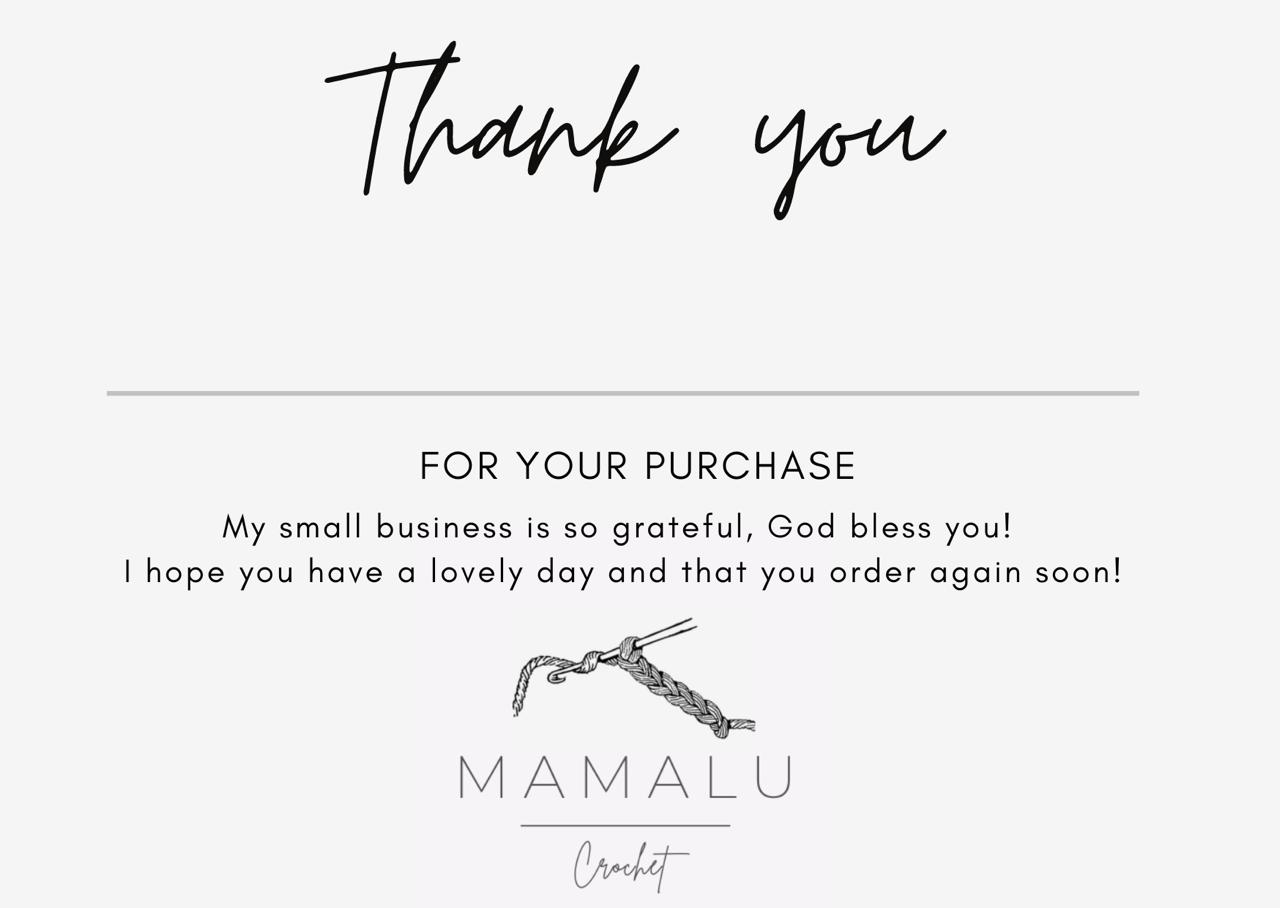 Thank you
FOR YOUR PURCHASE
My small business is so grateful, God bless you!
I hope you have a lovely day and that you order again soon!
MAMALU
Crochet